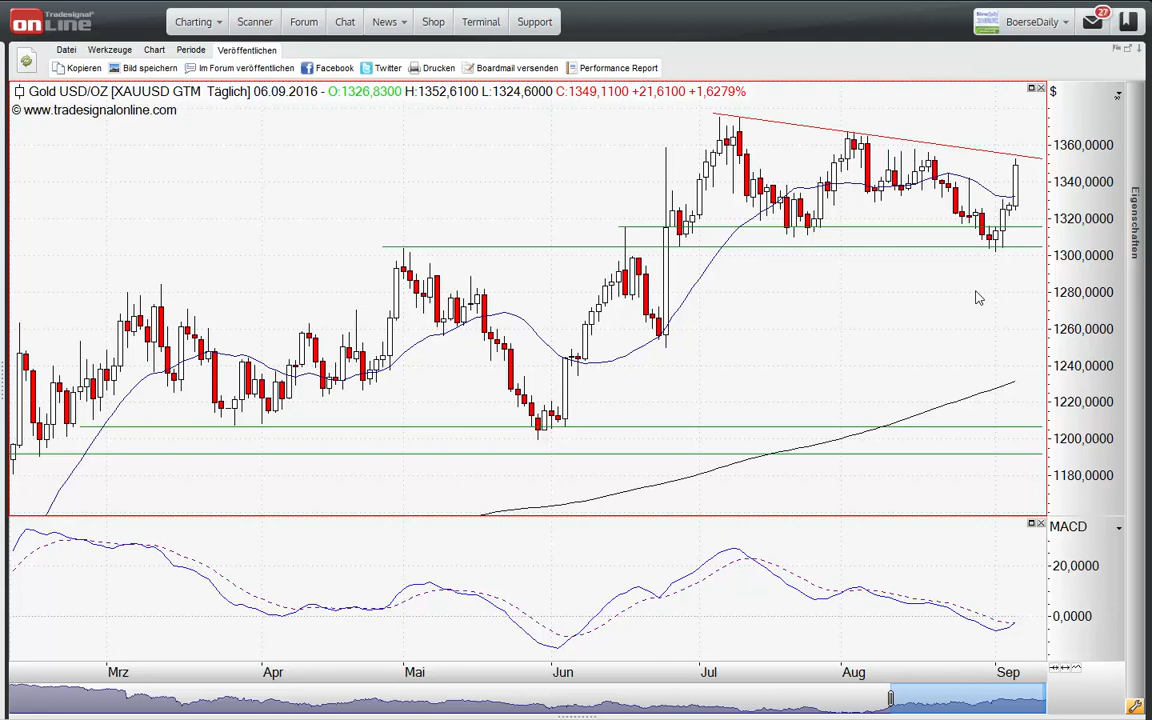 Tradesignal
on LINE
Charting Scanner Forum Chat News Shop Terminal Support
BoerseDaily 27
Datei Werkzeuge Chart Periode Veröffentlichen
Kopieren Bild speichern Im Forum veröffentlichen Facebook Twitter Drucken Boardmail versenden Performance Report
Gold USD/OZ [XAUUSD GTM Täglich] 06.09.2016 - O:1326,8300 H:1352,6100 L:1324,6000 C:1349,1100 +21,6100 +1,6279%
© www.tradesignalonline.com
$
1360,0000
1340,0000
1320,0000
1300,0000
1280,0000
1260,0000
1240,0000
1220,0000
1200,0000
1180,0000
Eigenschaften
MACD
20,0000
0,0000
Mrz Apr Mai Jun Jul Aug Sep